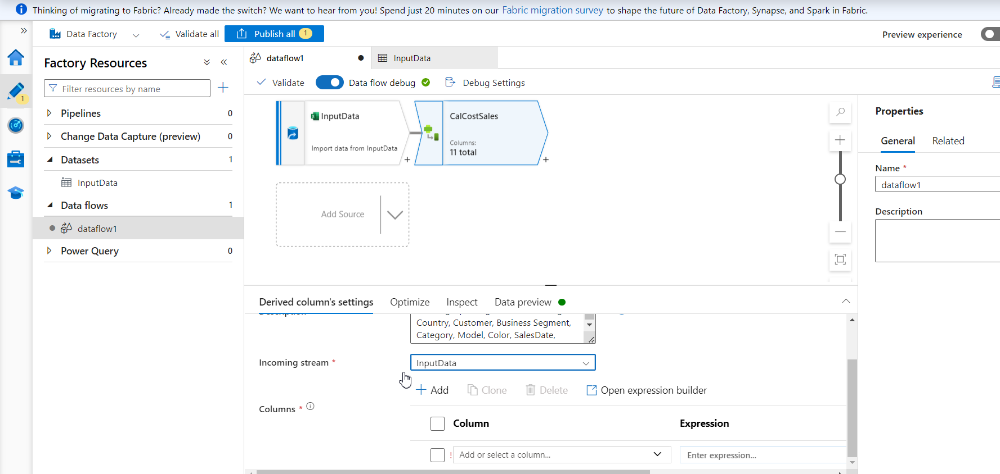 Thinking of migrating to Fabric? Already made the switch? We want to hear from you! Spend just 20 minutes on our Fabric migration survey to shape the future of Data Factory, Synapse, and Spark in Fabric.
Data Factory
Validate all
Publish all 1
Preview experience
1
Factory Resources
Filter resources by name
Pipelines 0
Change Data Capture (preview) 0
Datasets 1
InputData
Data flows 1
dataflow1
Power Query 0
dataflow1
InputData
Validate
Data flow debug
Debug Settings
InputData
Import data from InputData
+
CalCostSales
Columns:
11 total
+
Add Source
Properties
General
Related
Name *
dataflow1
Description
Derived column's settings
Optimize
Inspect
Data preview
Country, Customer, Business Segment,
Category, Model, Color, SalesDate,
Incoming stream *
InputData
Add
Clone
Delete
Open expression builder
Columns *
Column
Expression
! Add or select a column...
Enter expression...